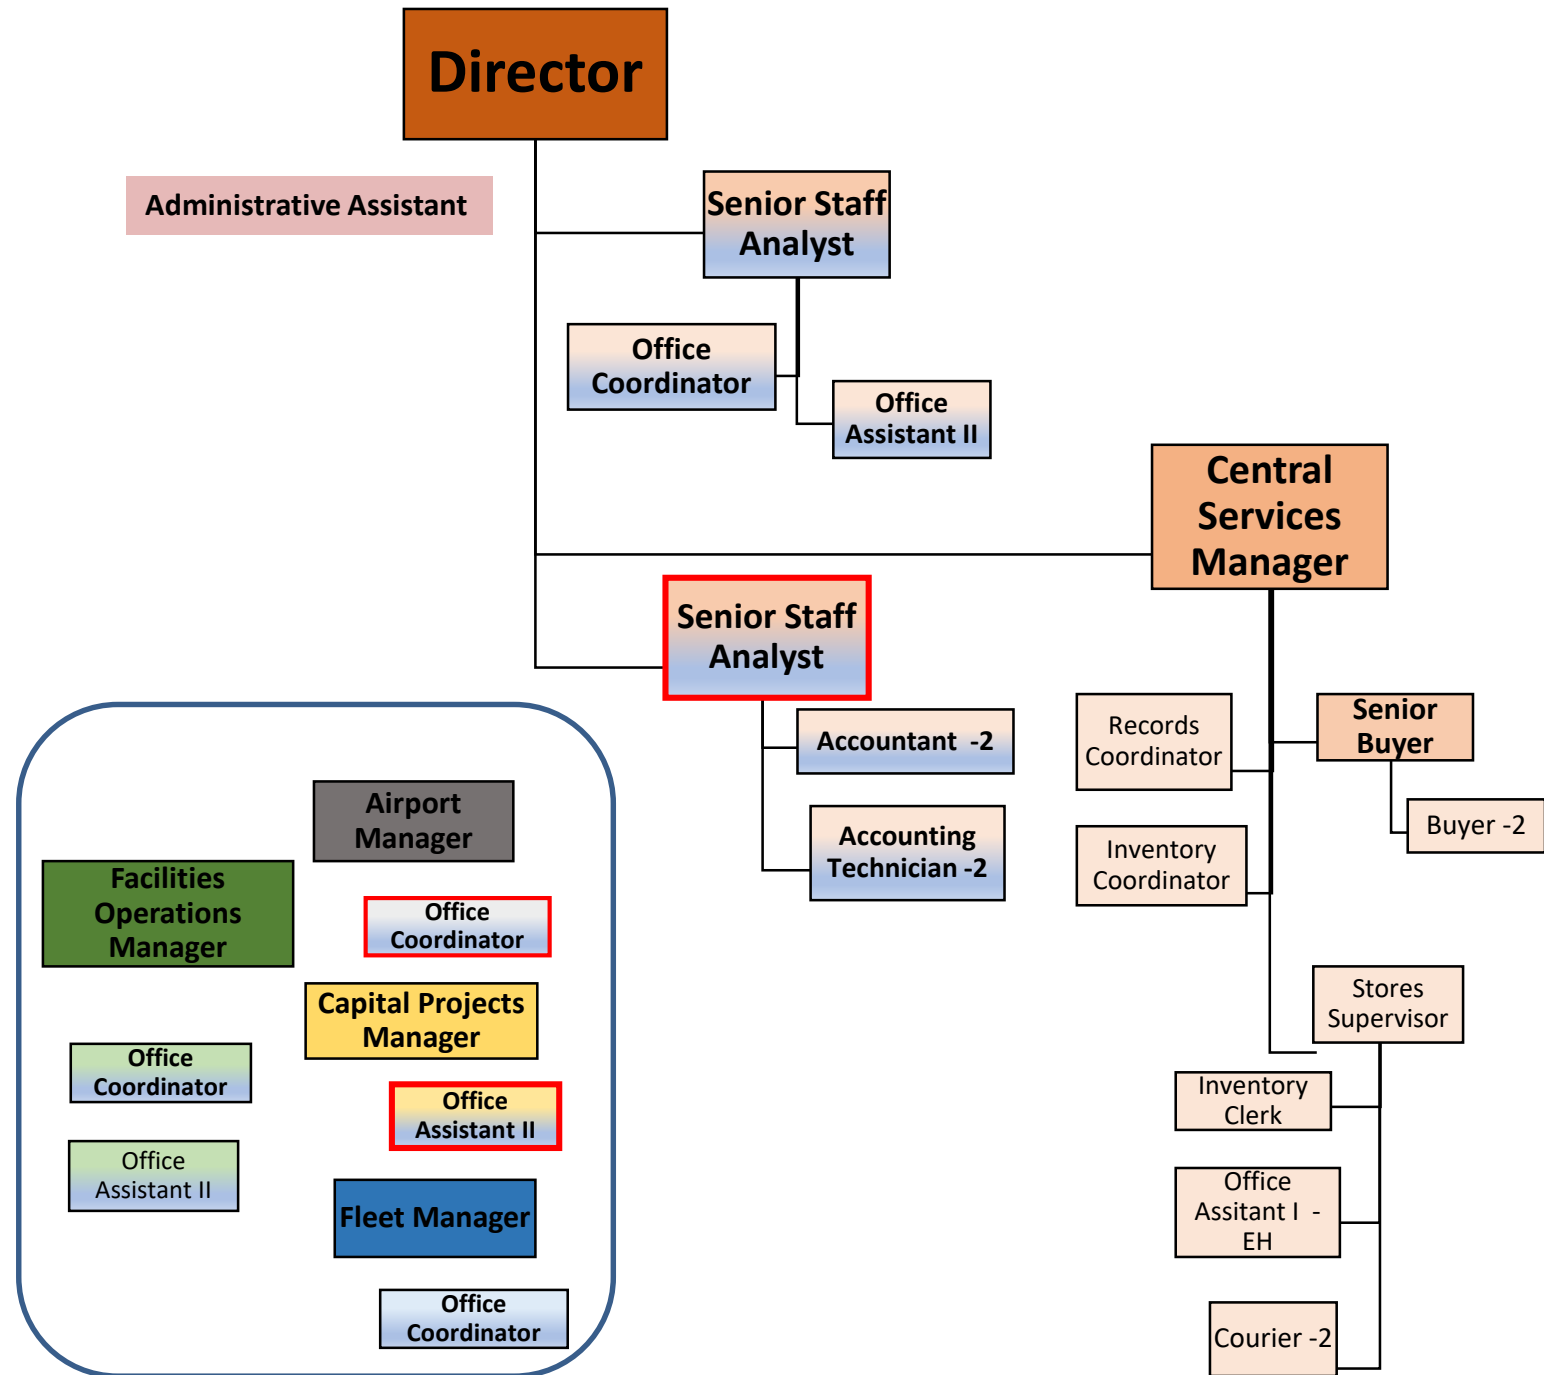 Director
Administrative Assistant
Senior Staff
Analyst
Office
Coordinator
Office
Assistant II
Central
Services
Manager
Senior Staff
Analyst
Accountant -2
Accounting
Technician -2
Records
Coordinator
Senior
Buyer
Buyer -2
Inventory
Coordinator
Stores
Supervisor
Inventory
Clerk
Office
Assitant I -
EH
Courier -2
Airport
Manager
Facilities
Operations
Manager
Office
Coordinator
Capital Projects
Manager
Office
Coordinator
Office
Assistant II
Office
Assistant II
Fleet Manager
Office
Coordinator